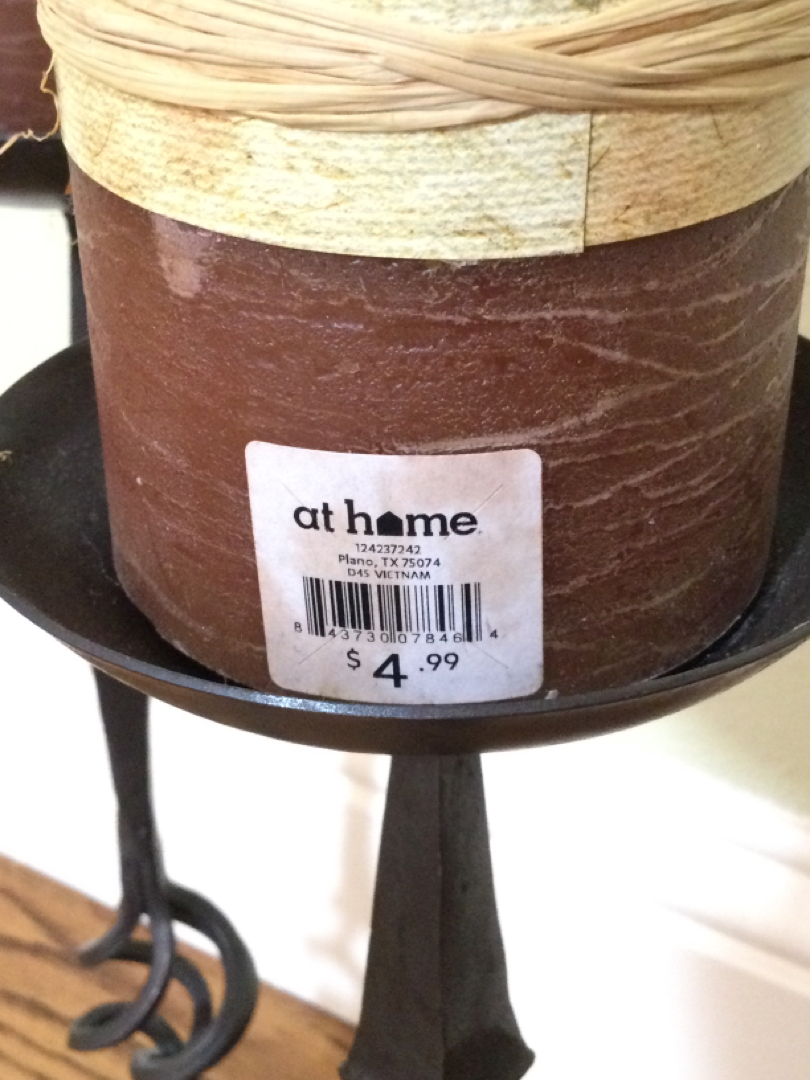 at home
124237242
Plano, TX 75074
D45 VIETNAM
8 43730 07846 4
$4.99